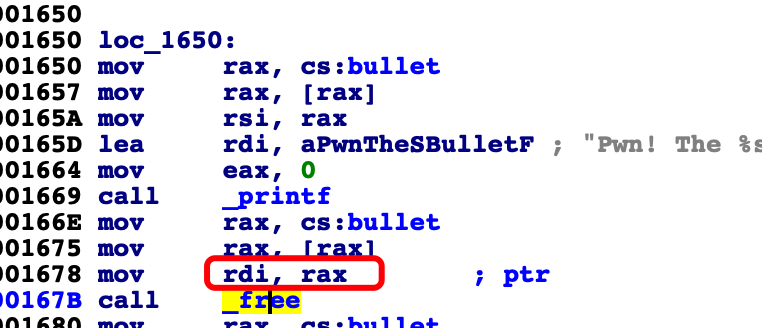 001650
001650 loc_1650:
001650 mov rax, cs:bullet
001657 mov rax, [rax]
00165A mov rsi, rax
00165D lea rdi, aPwnTheSBulletF ; "Pwn! The %s
001664 mov eax, 0
001669 call _printf
00166E mov rax, cs:bullet
001675 mov rax, [rax]
001678 mov rdi, rax ; ptr
00167B call _free
001680 mov rax, cs:bullet